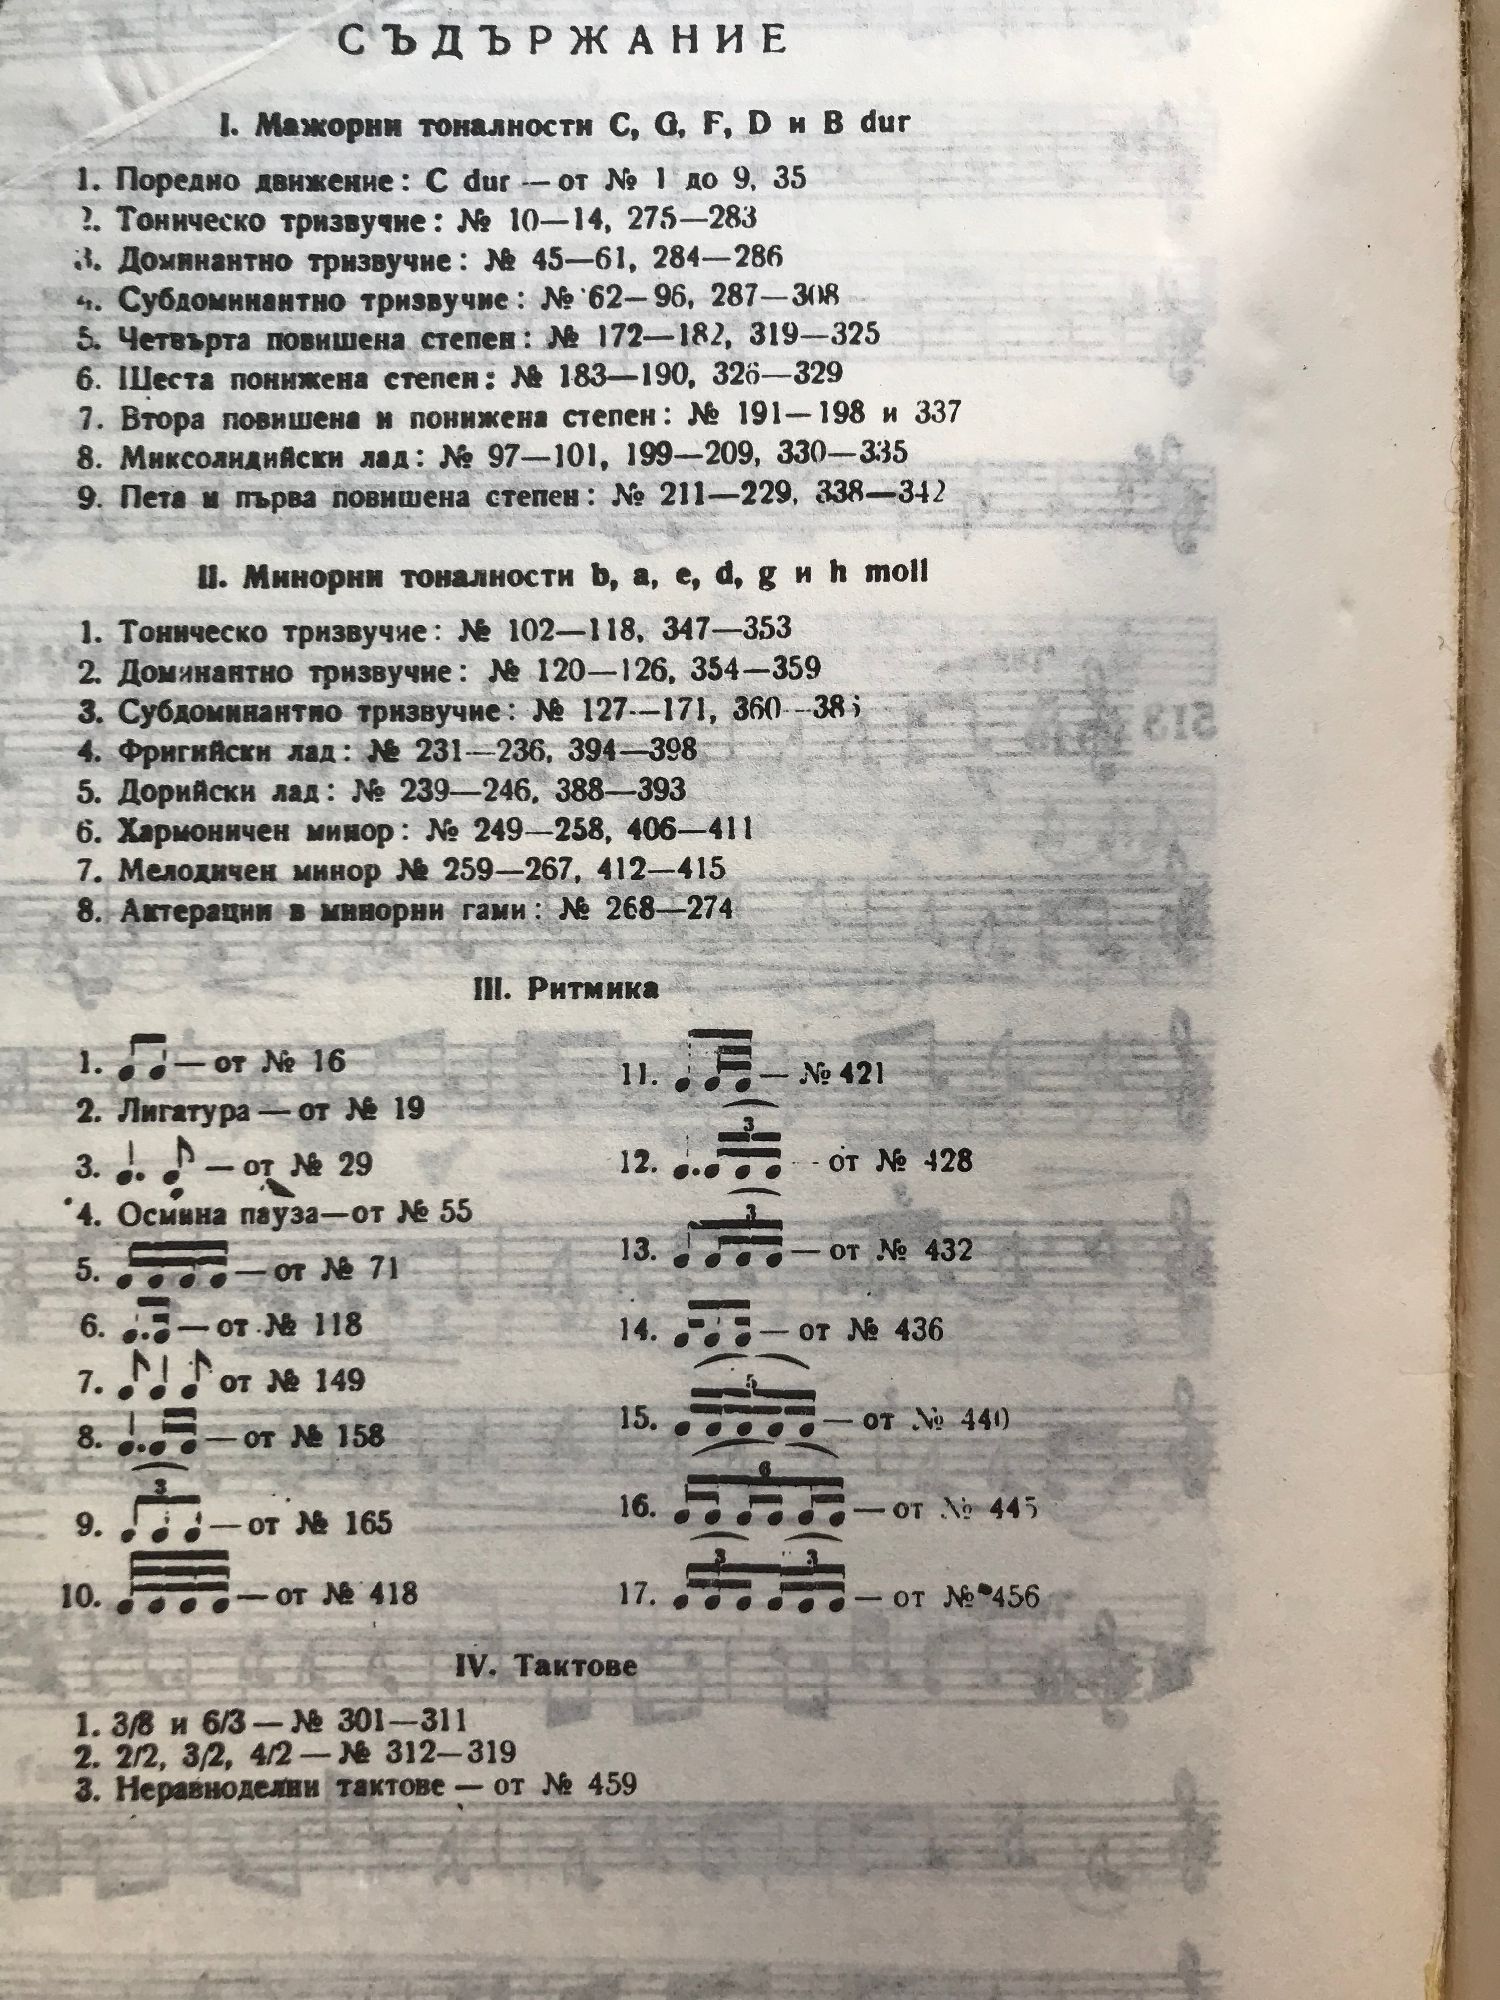 СЪДЪРЖАНИЕ
I. Мажорни тоналности C, G, F, D и B dur
1. Поредно движение: C dur — от № 1 до 9, 35
2. Тоническо тризвучие: № 10—14, 275—283
3. Доминантно тризвучие: № 45—61, 284—286
4. Субдоминантно тризвучие: № 62—96, 287—308
5. Четвърта повишена степен: № 172—182, 319—325
6. Шеста понижена степен: № 183—190, 326—329
7. Втора повишена и понижена степен: № 191—198 и 337
8. Миксолидийски лад: № 97—101, 199—209, 330—335
9. Пета и първа повишена степен: № 211—229, 338—342
II. Минорни тоналности b, a, e, d, g и h moll
1. Тоническо тризвучие: № 102—118, 347—353
2. Доминантно тризвучие: № 120—126, 354—359
3. Субдоминантно тризвучие: № 127—171, 360—
4. Фригийски лад: № 231—236, 394—398
5. Дорийски лад: № 239—246, 388—393
6. Хармоничен минор: № 249—258, 406—411
7. Мелодичен минор № 259—267, 412—415
8. Актерации в минорни гами: № 268—274
III. Ритмика
1. — от № 16
2. Лигатура — от № 19
3. — от № 29
4. Осмина пауза—от № 55
5. — от № 71
6. — от № 118
7. от № 149
8. — от № 158
3
9. — от № 165
10. — от № 418
11. — № 421
3
12. - от № 428
3
13. — от № 432
14. — от № 436
5
15. — от № 440
6
16. — от № 445
3 3
17. — от № 456
IV. Тактове
1. 3/8 и 6/3 — № 301—311
2. 2/2, 3/2, 4/2 — № 312—319
3. Неравноделни тактове — от № 459